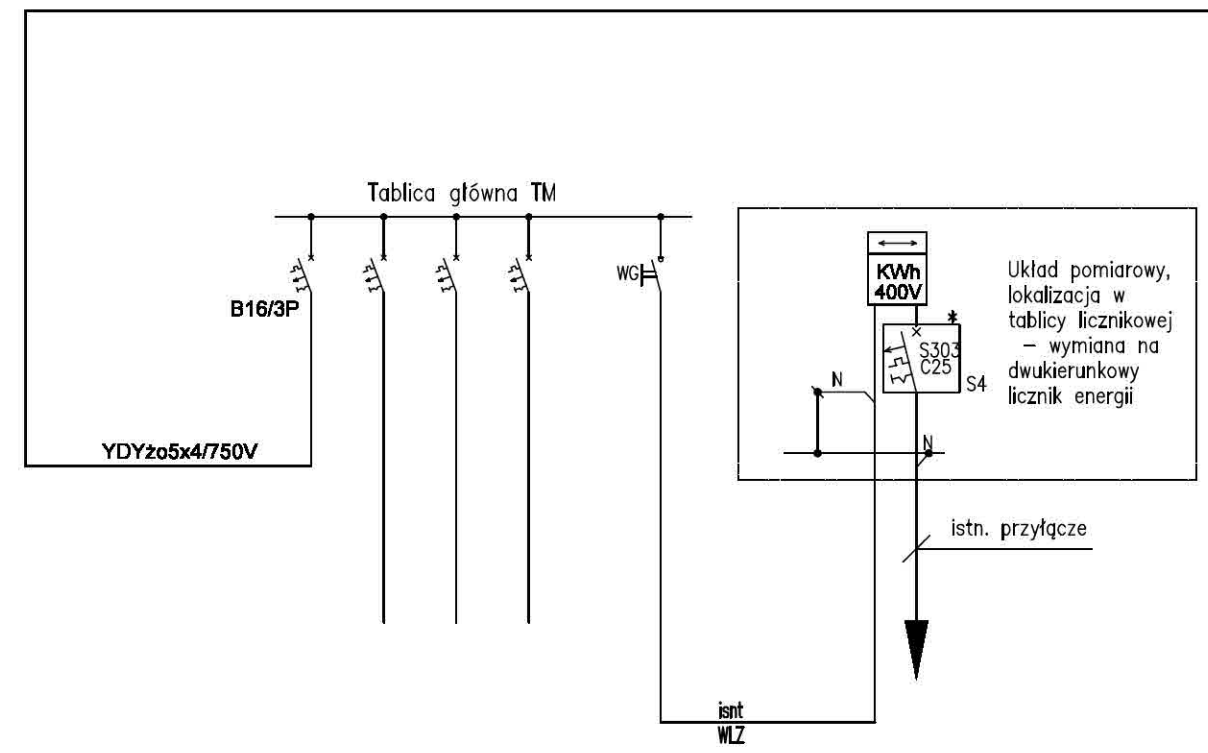 Tablica główna TM
B16/3P
WG
YDYżo5x4/750V
KWh
400V
*
S303
C25
S4
N
N
Układ pomiarowy,
lokalizacja w
tablicy licznikowej
– wymiana na
dwukierunkowy
licznik energii
istn. przyłącze
isnt
WLZ